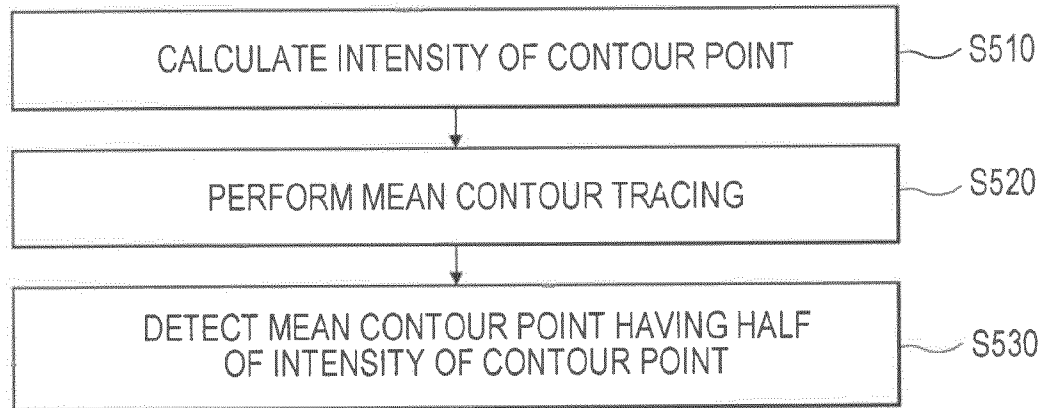 CALCULATE INTENSITY OF CONTOUR POINT
S510
PERFORM MEAN CONTOUR TRACING
S520
DETECT MEAN CONTOUR POINT HAVING HALF
OF INTENSITY OF CONTOUR POINT
S530